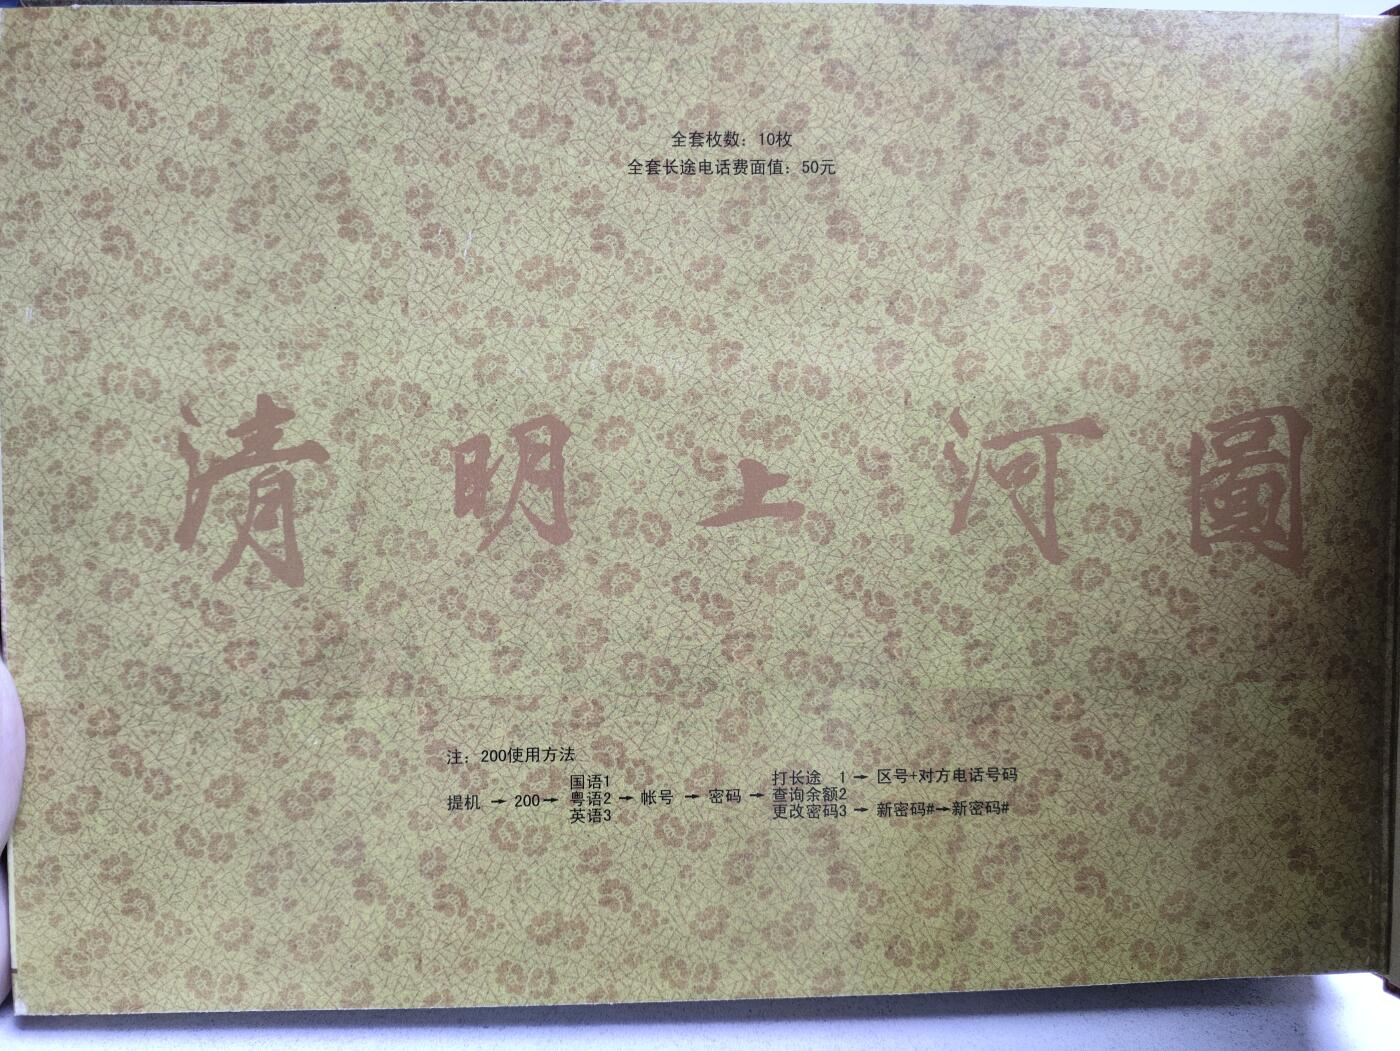 全套枚数：10枚
全套长途电话费面值：50元
清明上河圖
注：200使用方法
国语1
提机→200→粤语2→帐号→密码→查询余额2
英语3
打长途 1→区号+对方电话号码
更改密码3→新密码#→新密码#